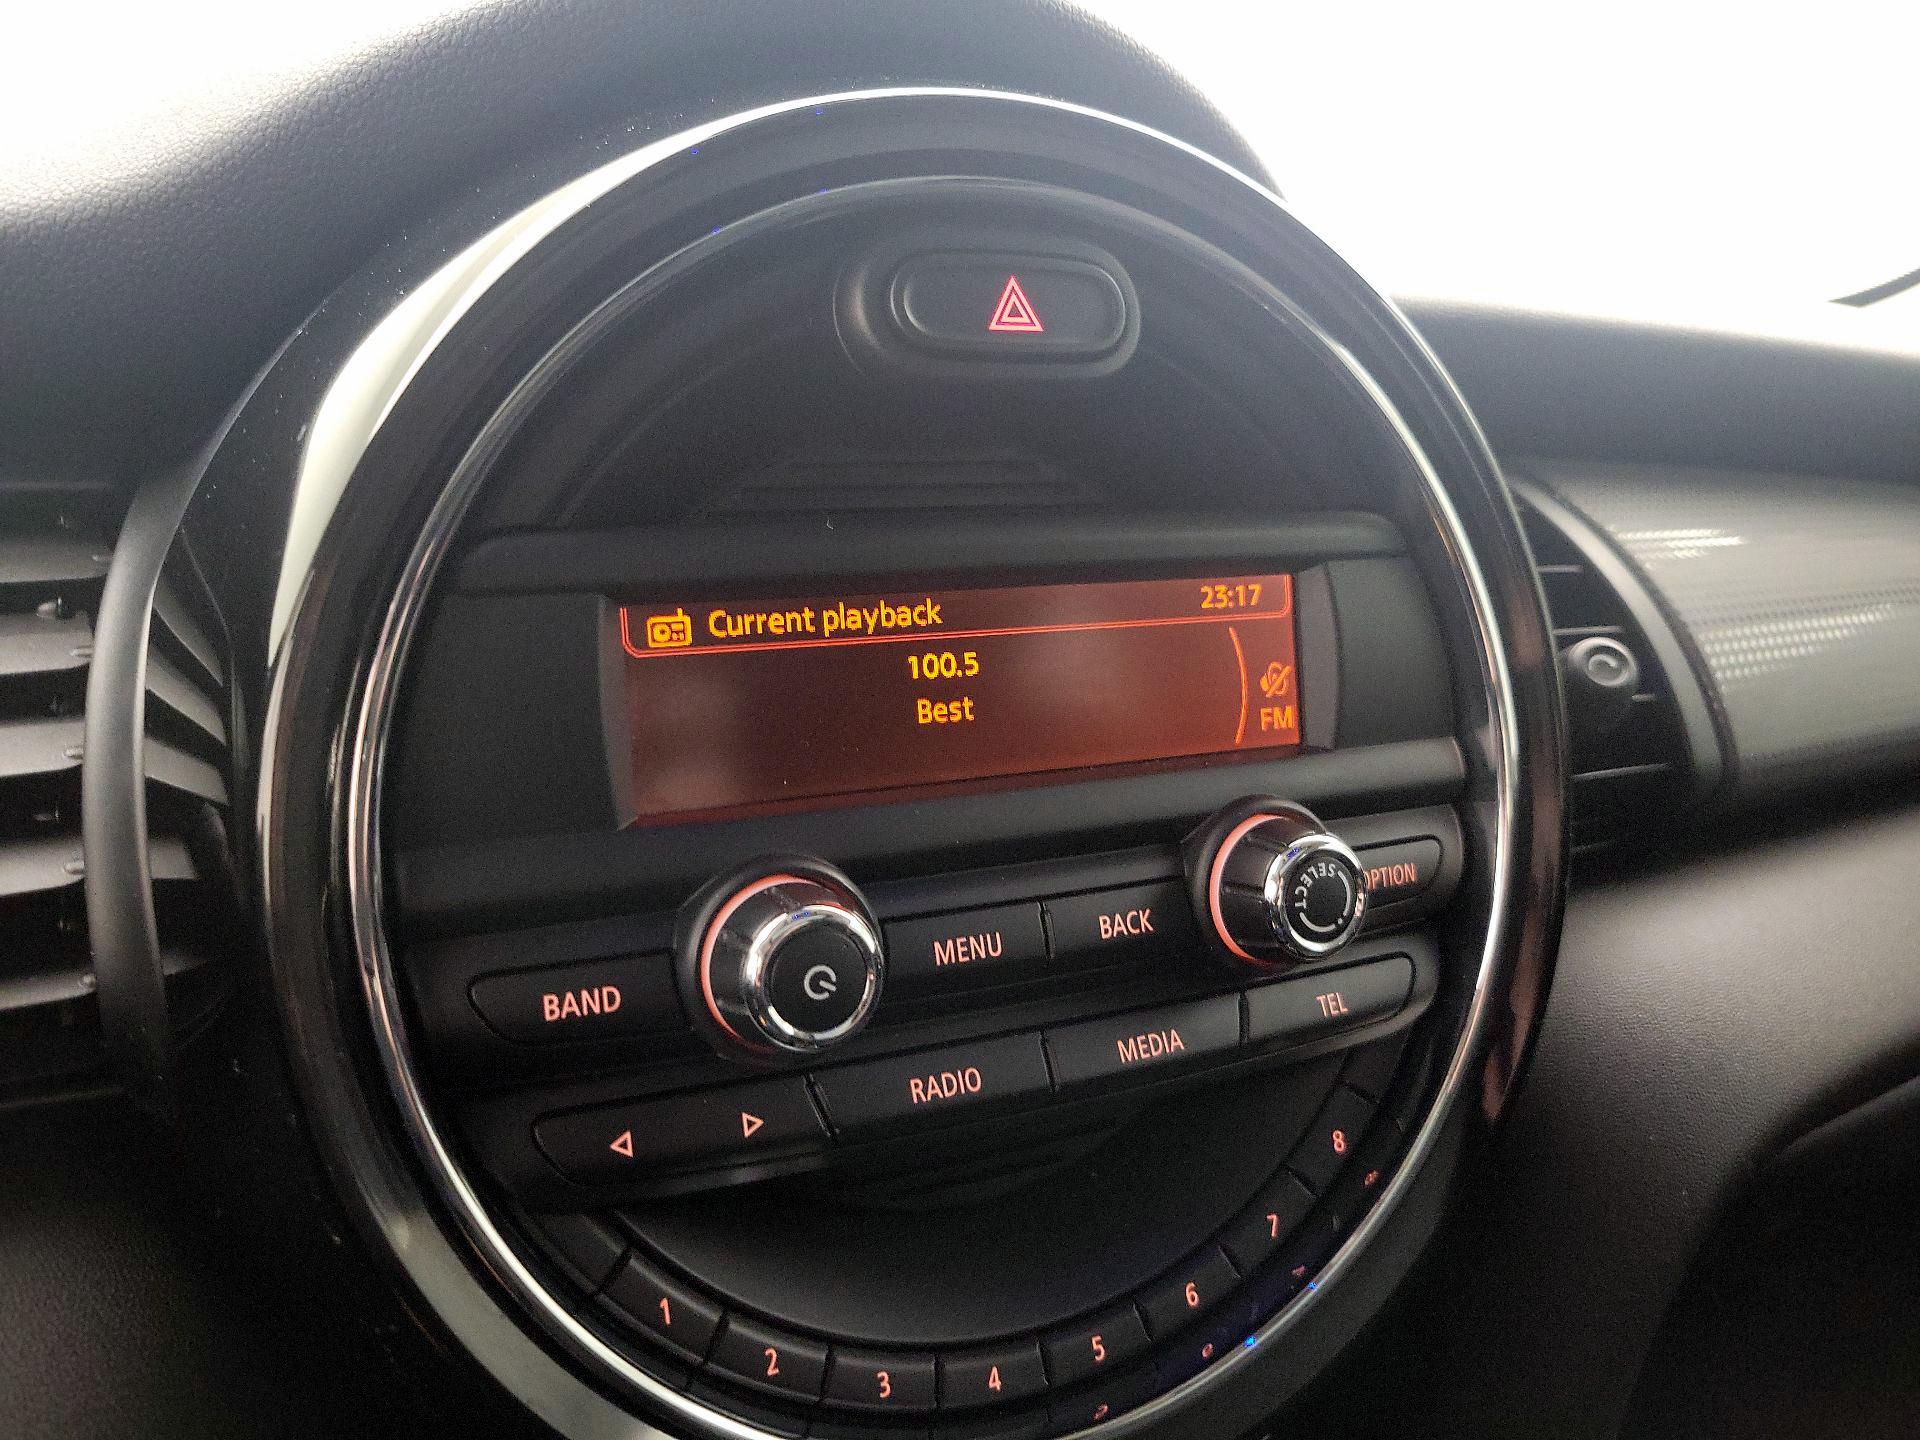 Current playback 23:17
100.5
Best
FM
BAND
MENU
BACK
SELECT
OPTION
RADIO
MEDIA
TEL
1
2
3
4
5
6
7
8